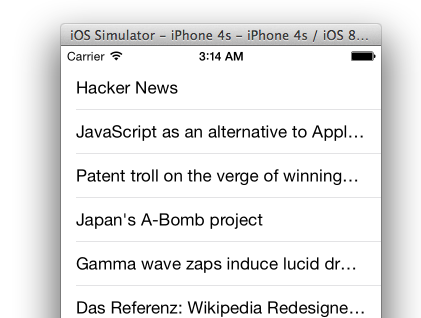 iOS Simulator – iPhone 4s – iPhone 4s / iOS 8...
Carrier 3:14 AM
Hacker News
JavaScript as an alternative to Appl...
Patent troll on the verge of winning...
Japan's A-Bomb project
Gamma wave zaps induce lucid dr...
Das Referenz: Wikipedia Redesigne...